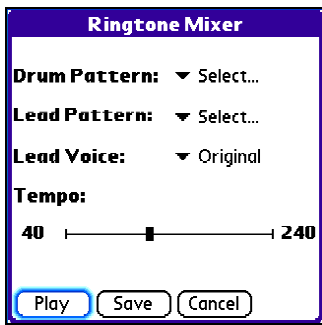 Ringtone Mixer
Drum Pattern: Select...
Lead Pattern: Select...
Lead Voice: Original
Tempo:
40 240
Play Save Cancel